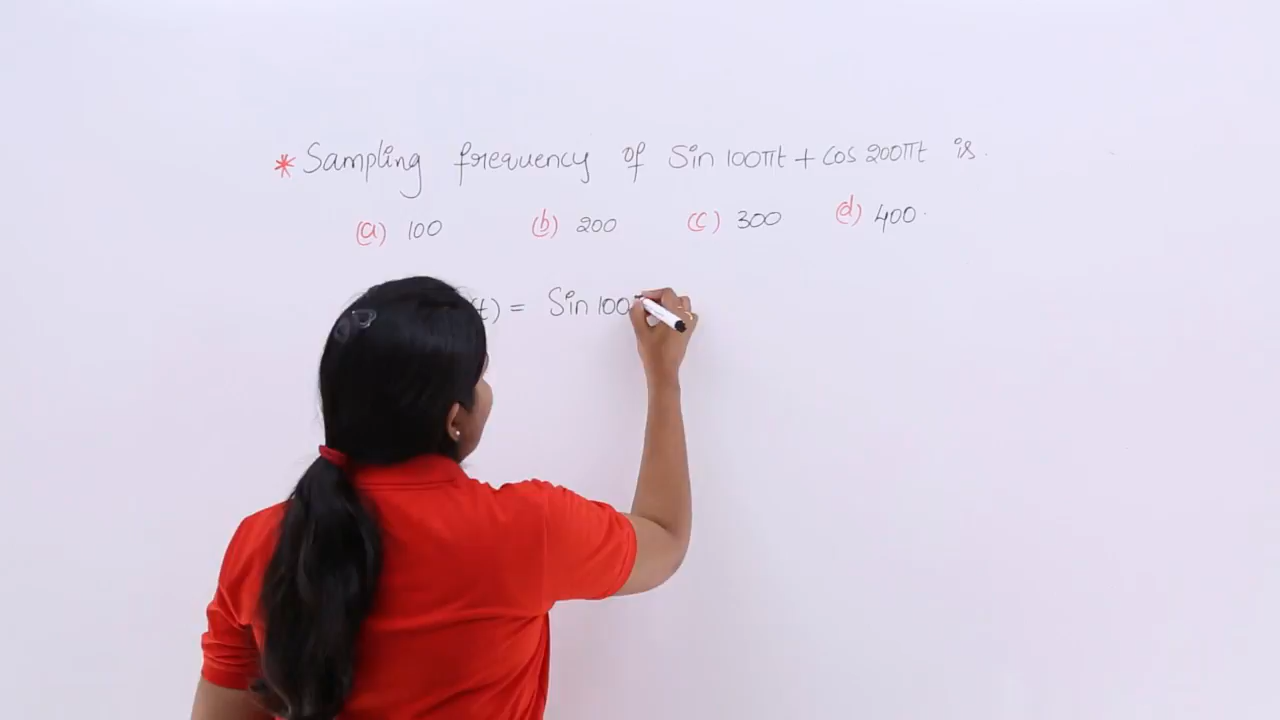 * Sampling frequency of Sin 100πt + Cos 200πt is.
(a) 100 (b) 200 (c) 300 (d) 400.
t) = Sin 100